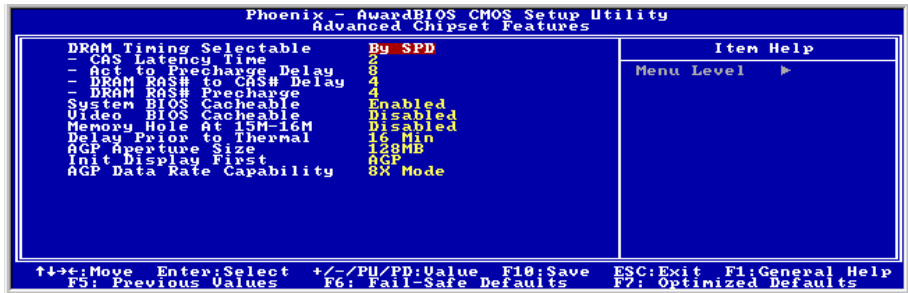 Phoenix - AwardBIOS CMOS Setup Utility
Advanced Chipset Features
DRAM Timing Selectable By SPD
- CAS Latency Time 2
- Act to Precharge Delay 8
- DRAM RAS# to CAS# Delay 4
- DRAM RAS# Precharge 4
System BIOS Cacheable Enabled
Video BIOS Cacheable Disabled
Memory Hole At 15M-16M Disabled
Delay Prior to Thermal 16 Min
AGP Aperture Size 128MB
Init Display First AGP
AGP Data Rate Capability 8X Mode
Item Help
Menu Level ►
↑↓→←:Move Enter:Select +/-/PU/PD:Value F10:Save ESC:Exit F1:General Help
F5: Previous Values F6: Fail-Safe Defaults F7: Optimized Defaults